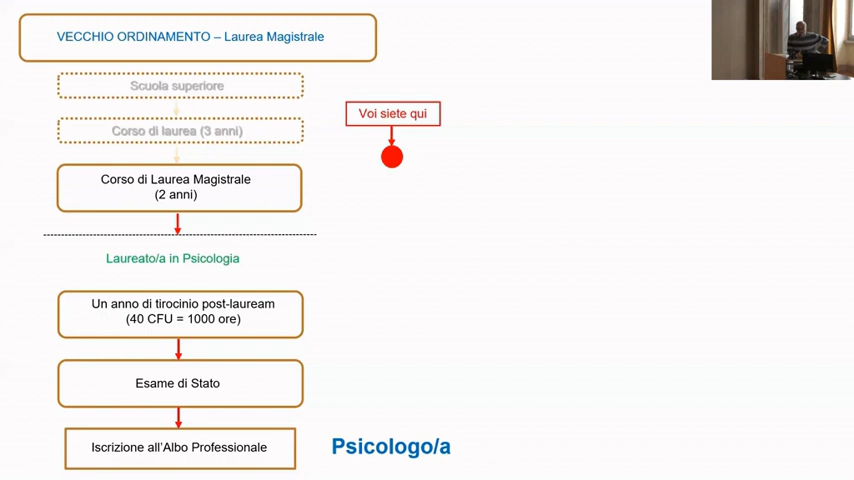 VECCHIO ORDINAMENTO – Laurea Magistrale
Scuola superiore
Voi siete qui
Corso di laurea (3 anni)
Corso di Laurea Magistrale
(2 anni)
Laureato/a in Psicologia
Un anno di tirocinio post-lauream
(40 CFU = 1000 ore)
Esame di Stato
Iscrizione all'Albo Professionale
Psicologo/a